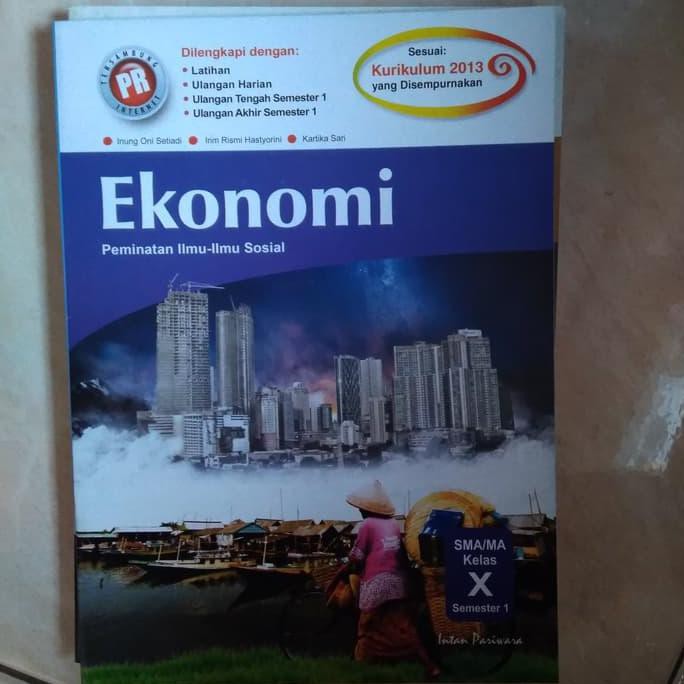 TERSAMBUNG
PR
INTERNET
Dilengkapi dengan:
• Latihan
• Ulangan Harian
• Ulangan Tengah Semester 1
• Ulangan Akhir Semester 1
Sesuai:
Kurikulum 2013
yang Disempurnakan
● Inung Oni Setiadi ● Irim Rismi Hastyorini ● Kartika Sari
Ekonomi
Peminatan Ilmu-Ilmu Sosial
SMA/MA
Kelas
X
Semester 1
Intan Pariwara